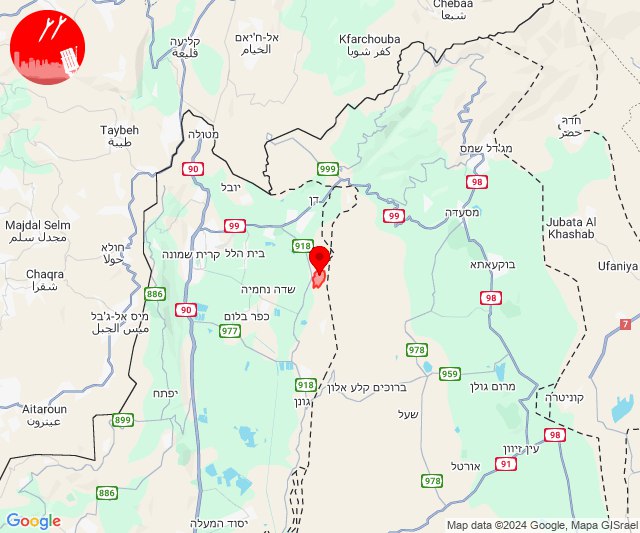 Chebaa
شبعا
קליעה
قليعة
אל-ח'יאם
الخيام
Kfarchouba
كفر شوبا
Taybeh
طيبة
מטולה
חדר
حضر
מג'דל שמס
90
999
98
יובל
דן
99
99
מסעדה
Majdal Selm
مجدل سلم
חולא
حولا
קרית שמונה
בית הלל
918
Jubata Al
Khashab
בוקעאתא
Ufaniya
Chaqra
شقرا
886
שדה נחמיה
98
90
מיס אל-ג'בל
ميس الجبل
כפר בלום
977
7
978
959
918
ברוכים קלע אלון
מרום גולן
יפתח
גונן
קוניטרה
Aitaroun
عيترون
899
שעל
98
עין זיוון
91
אורטל
978
886
יסוד המעלה
Google
Map data ©2024 Google, Mapa GISrael